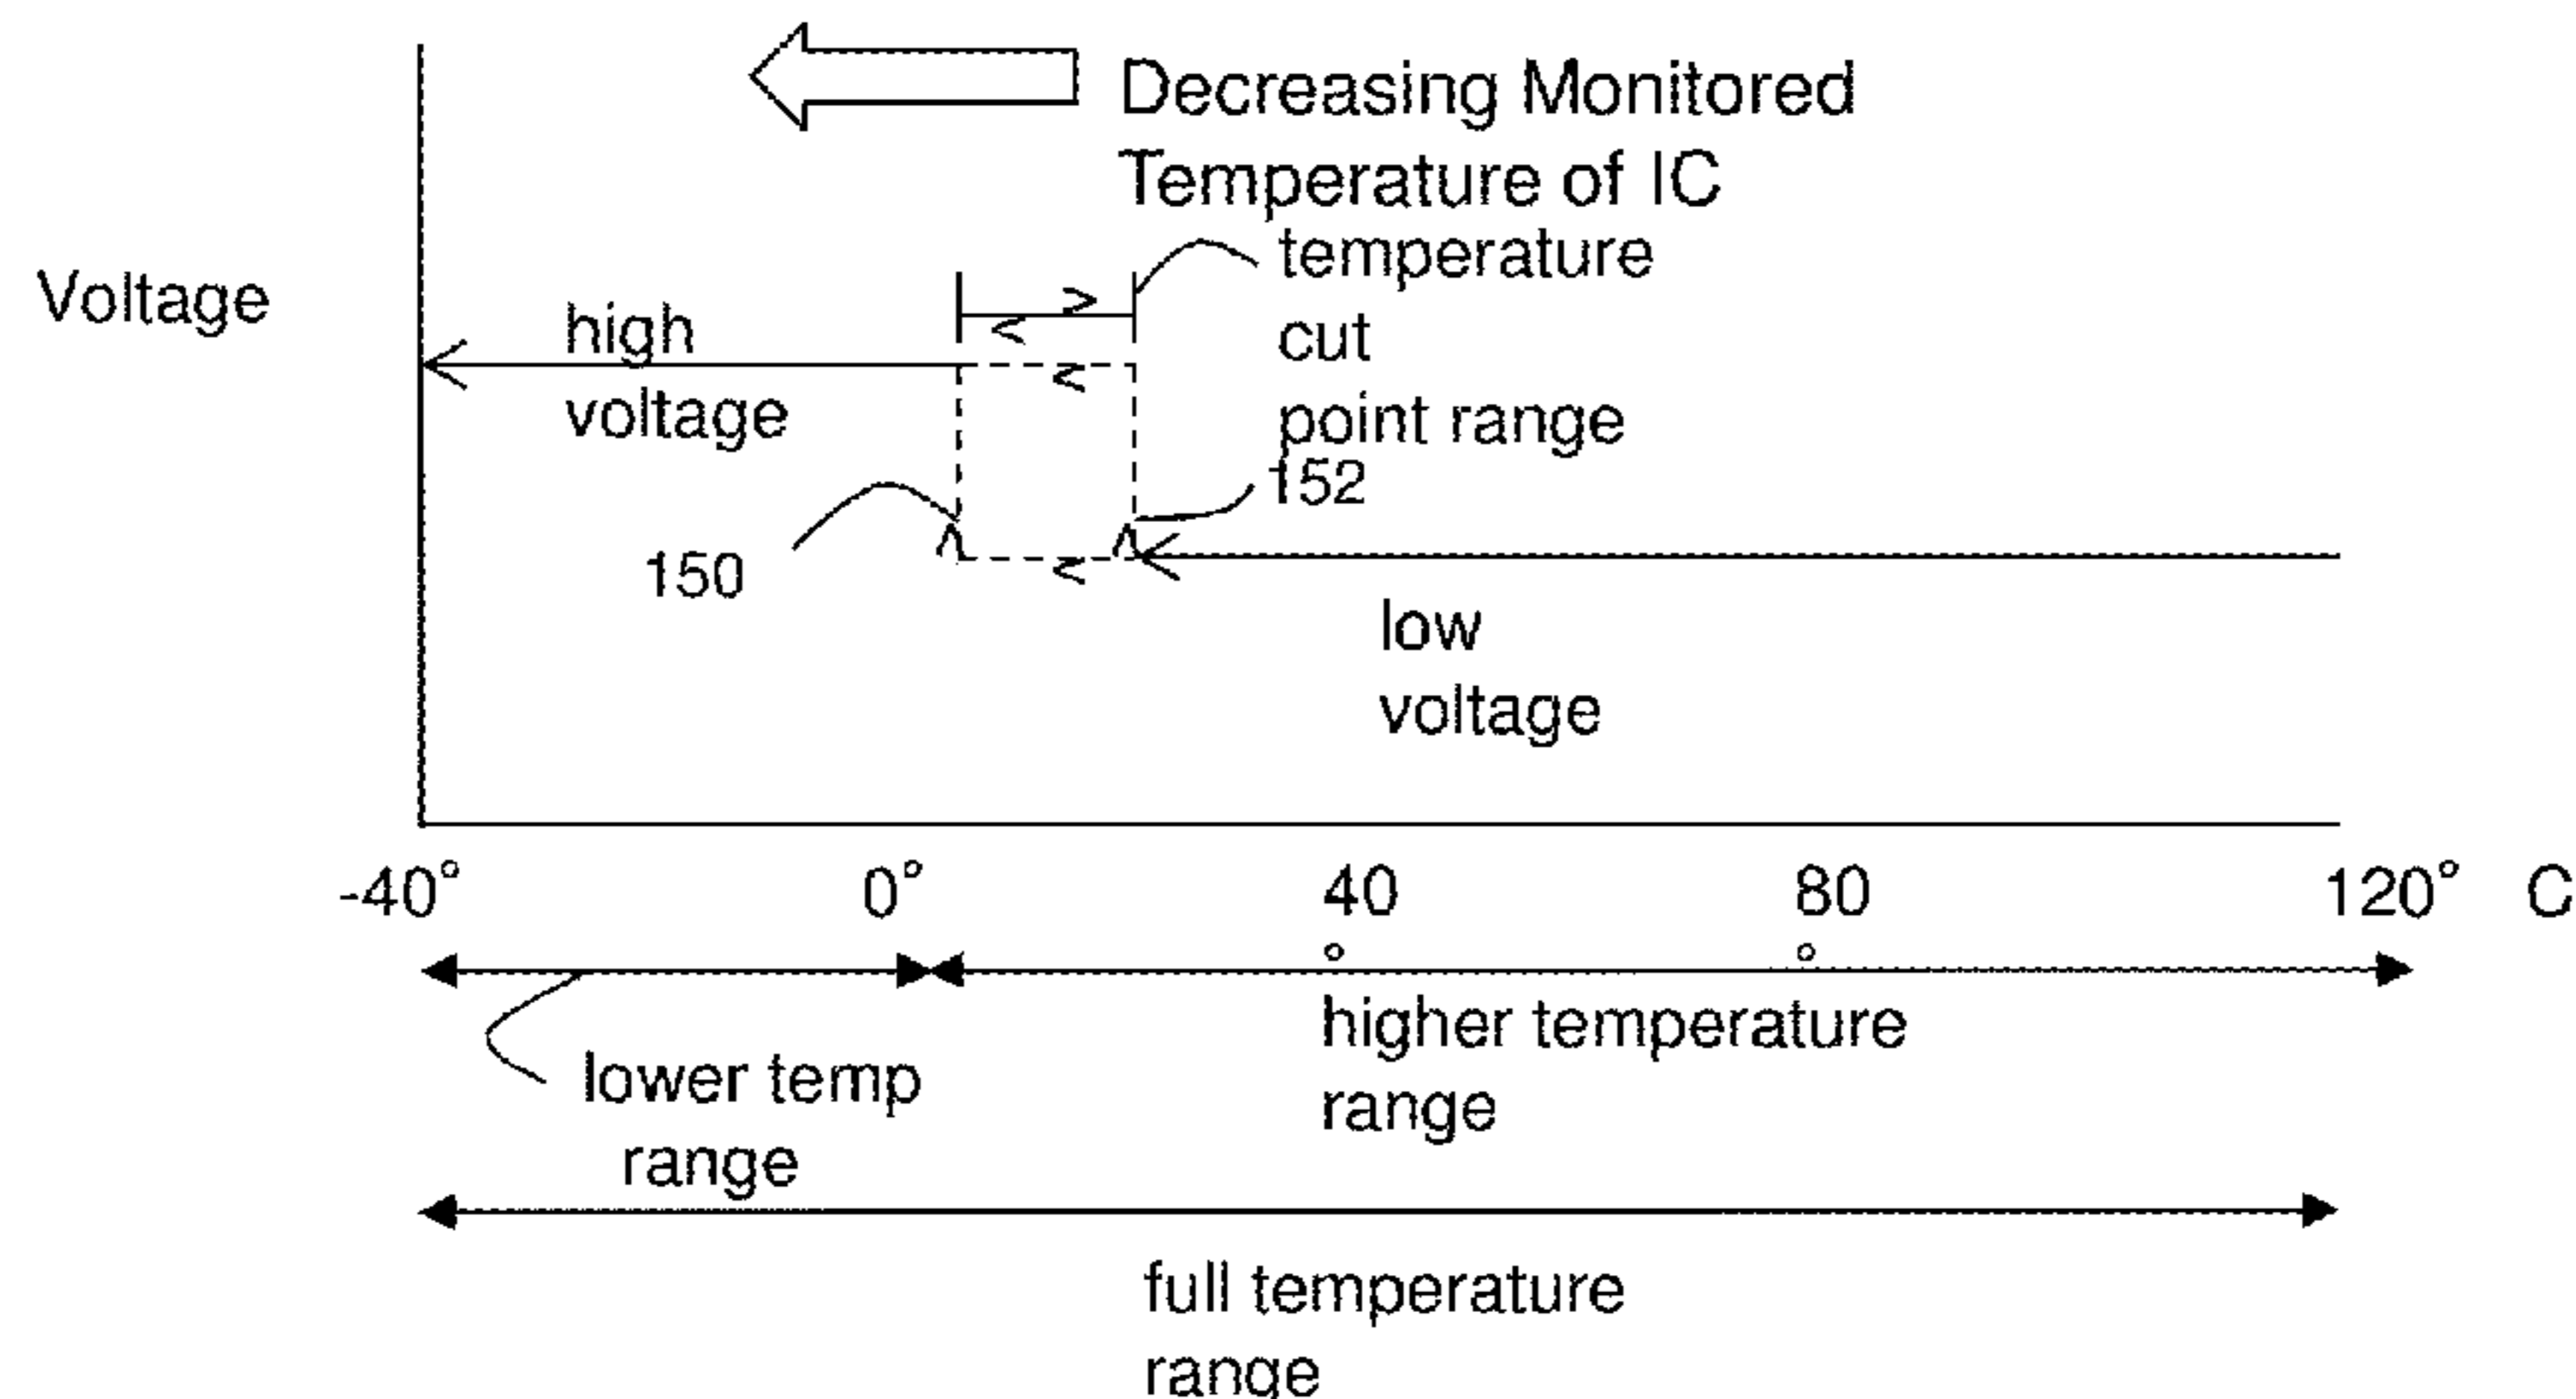 Decreasing Monitored
Temperature of IC
temperature
cut
point range
Voltage
high
voltage
152
150
low
voltage
-40° 0° 40 80 120° C
° °
higher temperature
range
lower temp
range
full temperature
range